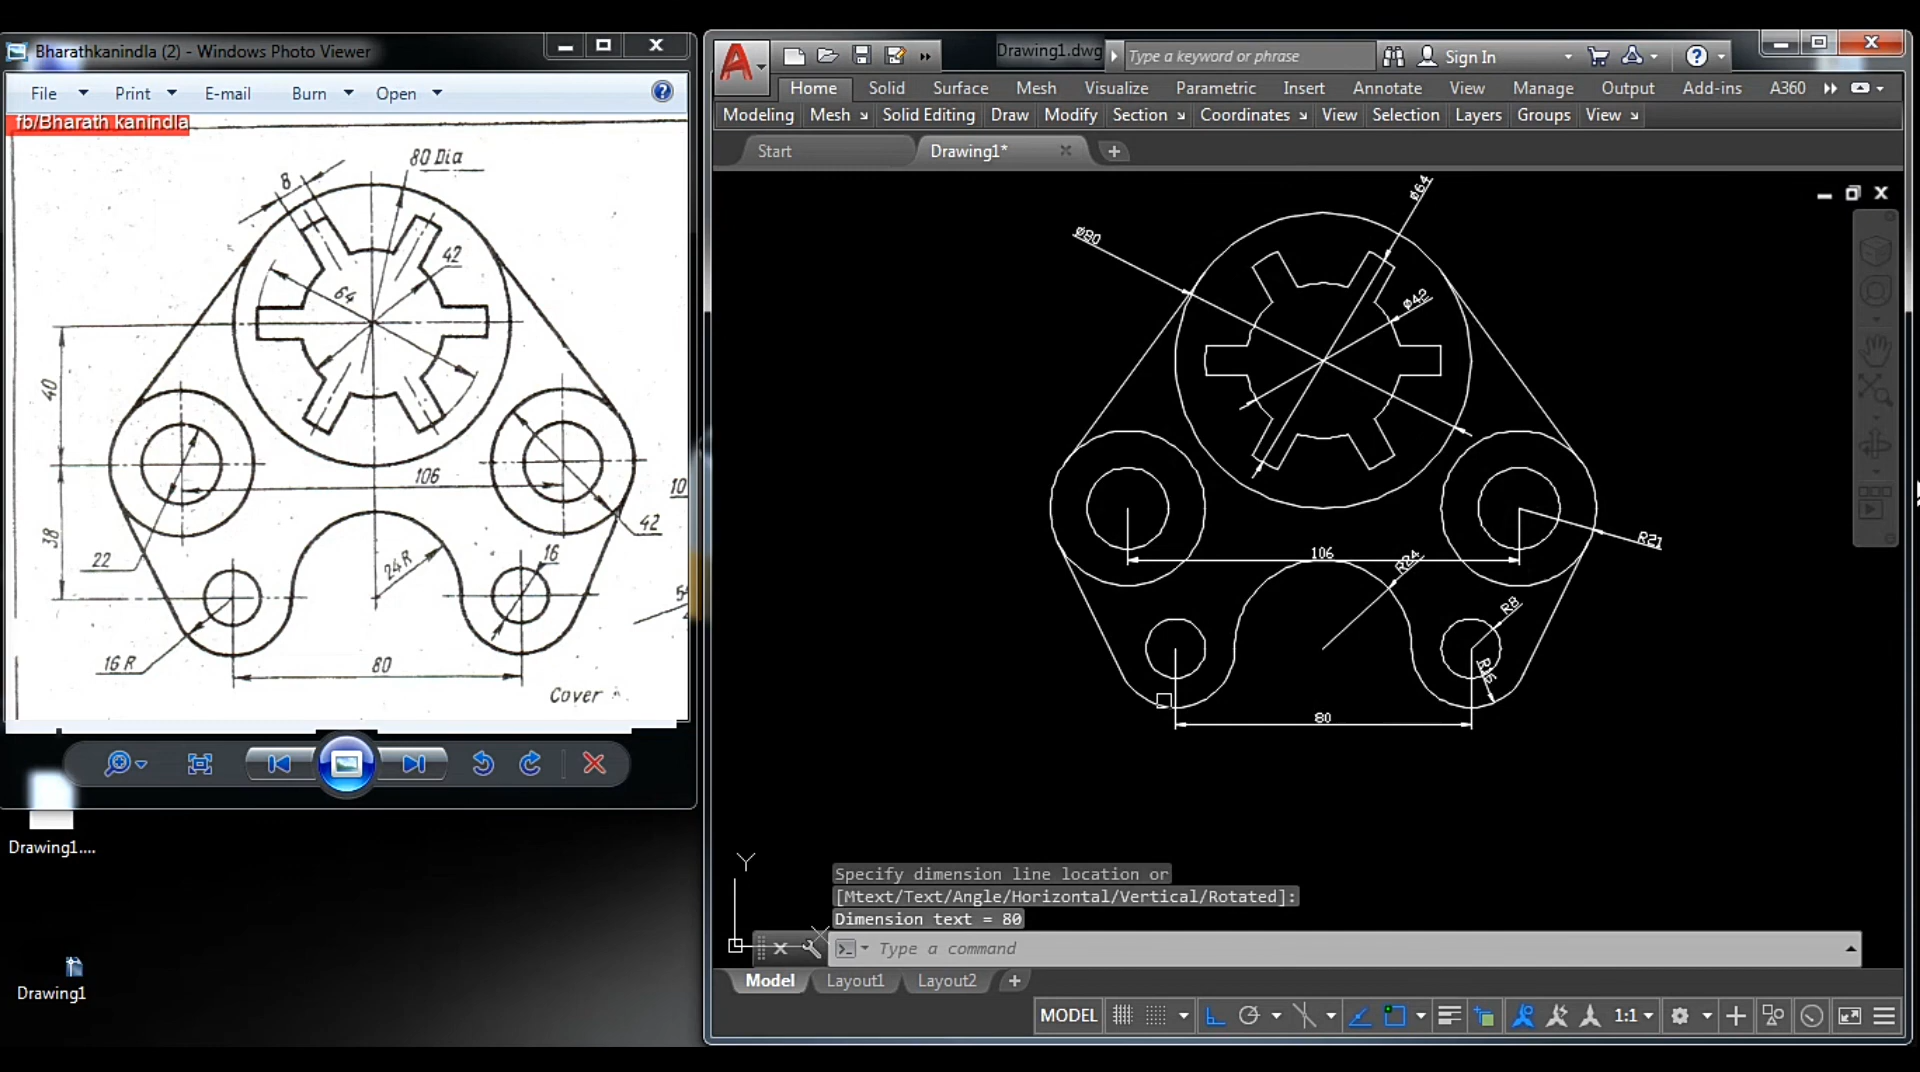 Bharathkanindla (2) - Windows Photo Viewer
File Print E-mail Burn Open
fb/Bharath kanindla
80 Dia
8
42
64
40
106
10
38
42
22
24R
16
16 R
80
Cover
Drawing1....
Drawing1
Drawing1.dwg Type a keyword or phrase Sign In
Home Solid Surface Mesh Visualize Parametric Insert Annotate View Manage Output Add-ins A360
Modeling Mesh Solid Editing Draw Modify Section Coordinates View Selection Layers Groups View
Start Drawing1*
ø64
ø80
ø42
R21
106
R24
R8
R16
80
Y
X
Specify dimension line location or
[Mtext/Text/Angle/Horizontal/Vertical/Rotated]:
Dimension text = 80
Type a command
Model Layout1 Layout2
MODEL 1:1